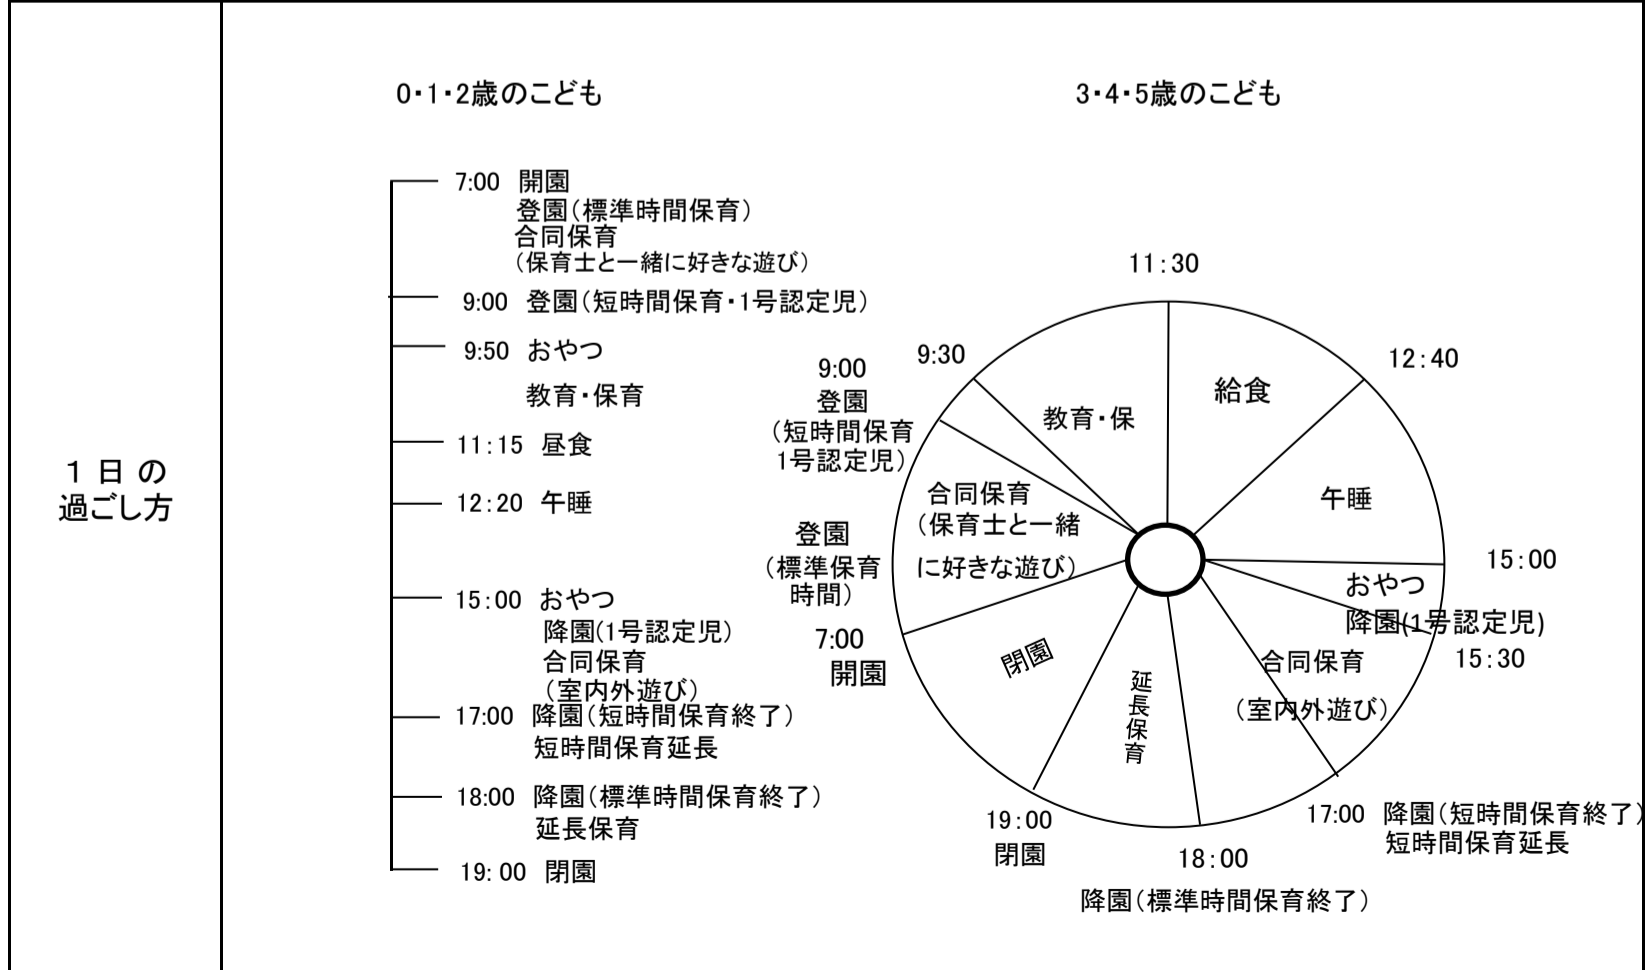 1 日 の
過ごし方
0・1・2歳のこども
7:00 開園
登園(標準時間保育)
合同保育
(保育士と一緒に好きな遊び)
9:00 登園(短時間保育・1号認定児)
9:50 おやつ
教育・保育
11:15 昼食
12:20 午睡
15:00 おやつ
降園(1号認定児)
合同保育
(室内外遊び)
17:00 降園(短時間保育終了)
短時間保育延長
18:00 降園(標準時間保育終了)
延長保育
19:00 閉園
3・4・5歳のこども
11:30
給食
12:40
午睡
15:00
おやつ
降園(1号認定児)
15:30
合同保育
(室内外遊び)
17:00 降園(短時間保育終了)
短時間保育延長
18:00
降園(標準時間保育終了)
延長保育
19:00
閉園
閉園
7:00
開園
登園
(標準保育
時間)
合同保育
(保育士と一緒
に好きな遊び)
9:00
登園
(短時間保育
1号認定児)
9:30
教育・保